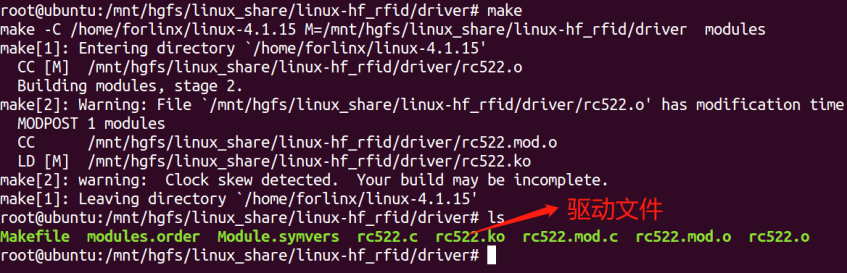 root@ubuntu:/mnt/hgfs/linux_share/linux-hf_rfid/driver# make
make -C /home/forlinx/linux-4.1.15 M=/mnt/hgfs/linux_share/linux-hf_rfid/driver  modules
make[1]: Entering directory `/home/forlinx/linux-4.1.15'
  CC [M]  /mnt/hgfs/linux_share/linux-hf_rfid/driver/rc522.o
  Building modules, stage 2.
make[2]: Warning: File `/mnt/hgfs/linux_share/linux-hf_rfid/driver/rc522.o' has modification time
  MODPOST 1 modules
  CC      /mnt/hgfs/linux_share/linux-hf_rfid/driver/rc522.mod.o
  LD [M]  /mnt/hgfs/linux_share/linux-hf_rfid/driver/rc522.ko
make[2]: warning:  Clock skew detected.  Your build may be incomplete.
make[1]: Leaving directory `/home/forlinx/linux-4.1.15'
root@ubuntu:/mnt/hgfs/linux_share/linux-hf_rfid/driver# ls
驱动文件
Makefile  modules.order  Module.symvers  rc522.c  rc522.ko  rc522.mod.c  rc522.mod.o  rc522.o
root@ubuntu:/mnt/hgfs/linux_share/linux-hf_rfid/driver#